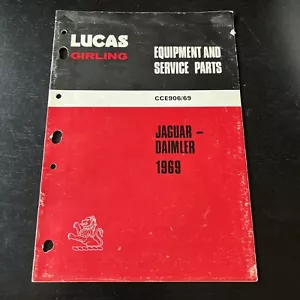 LUCAS
GIRLING
EQUIPMENT AND
SERVICE PARTS
CCE906/69
JAGUAR –
DAIMLER
1969